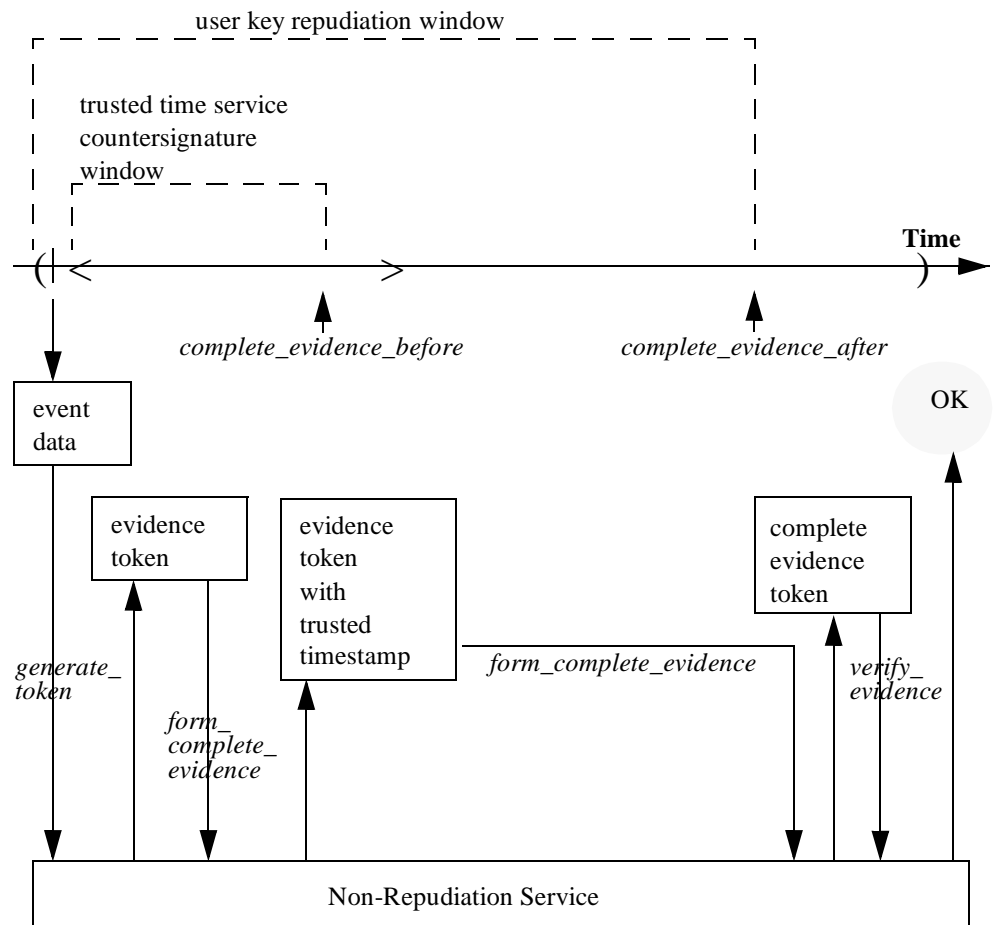 user key repudiation window
trusted time service
countersignature
window
Time
(
)
complete_evidence_before
complete_evidence_after
event
data
OK
evidence
token
evidence
token
with
trusted
timestamp
complete
evidence
token
generate_
token
form_
complete_
evidence
form_complete_evidence
verify_
evidence
Non-Repudiation Service